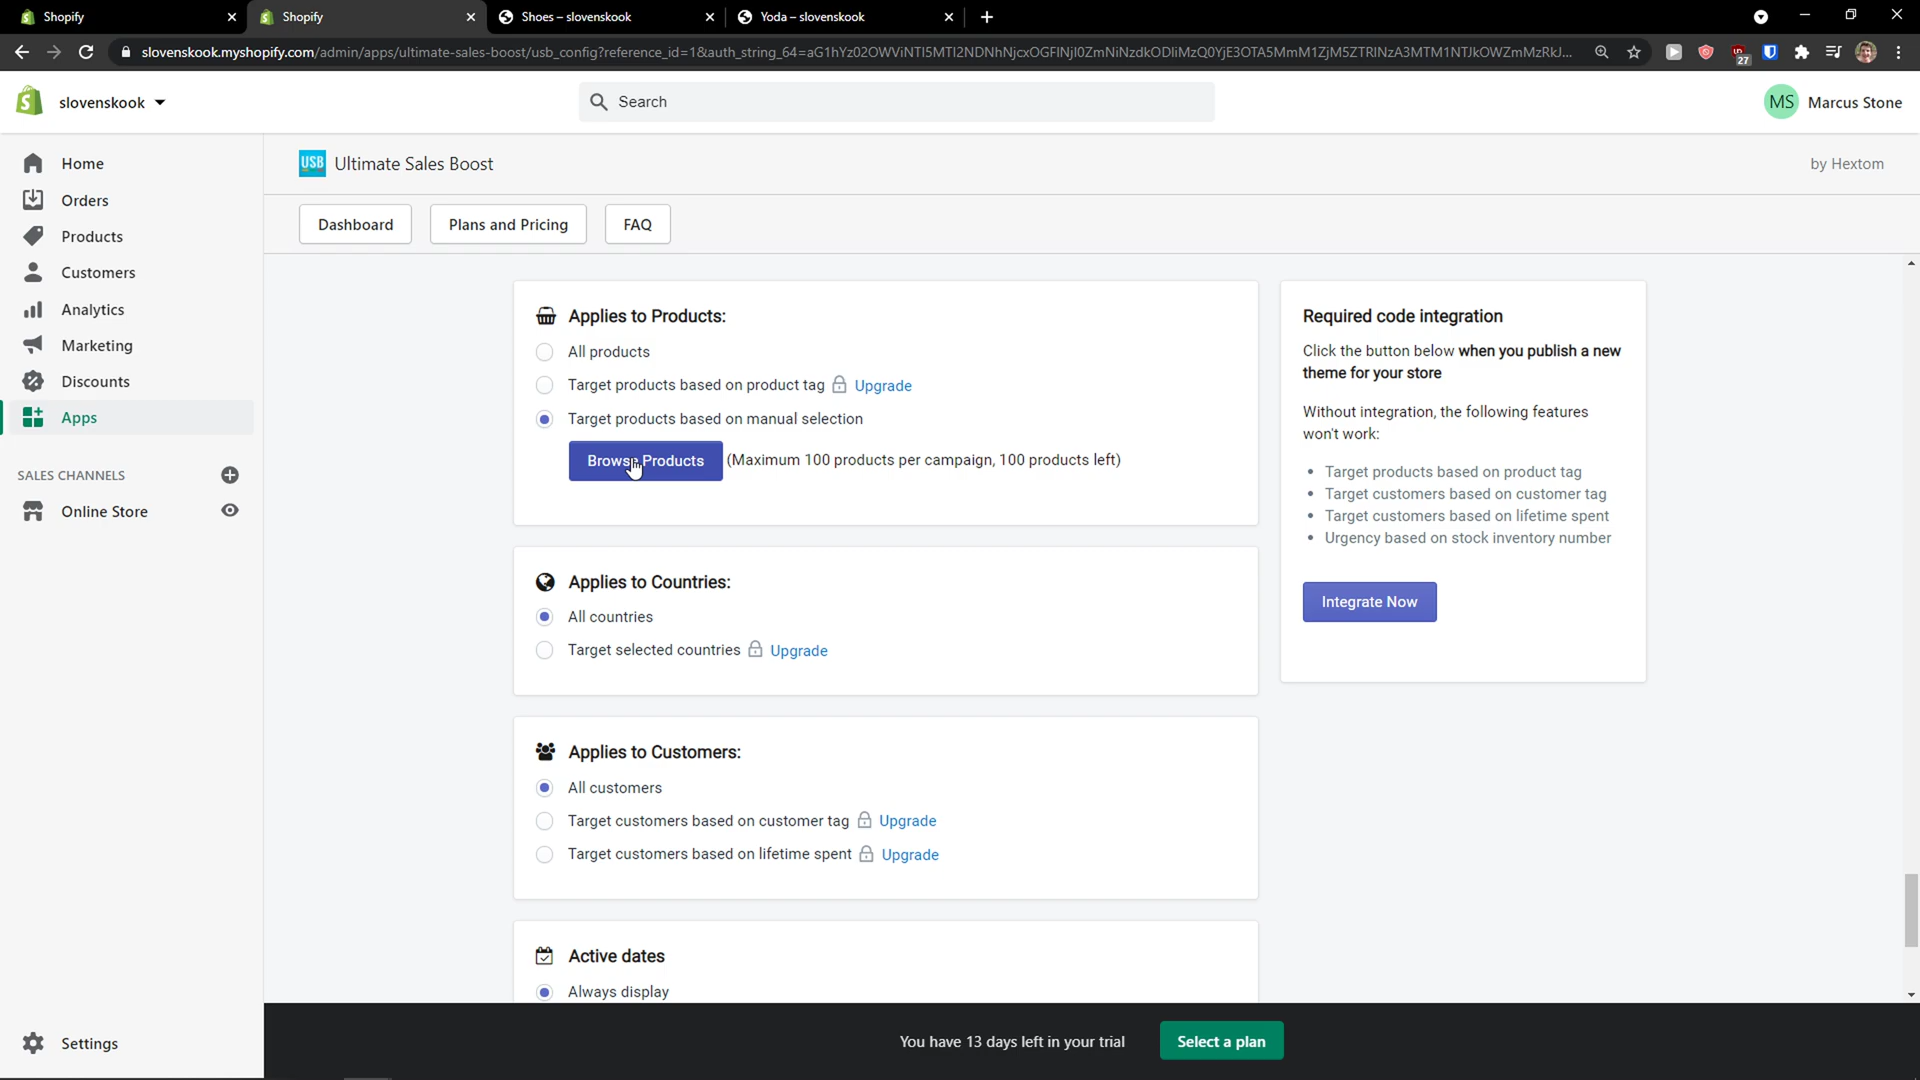 Shopify
Shopify
Shoes – slovenskook
Yoda – slovenskook
slovenskook.myshopify.com/admin/apps/ultimate-sales-boost/usb_config?reference_id=1&auth_string_64=
27
slovenskook
Search
MS Marcus Stone
Home
Orders
Products
Customers
Analytics
Marketing
Discounts
Apps
SALES CHANNELS
Online Store
Settings
USB Ultimate Sales Boost
by Hextom
Dashboard
Plans and Pricing
FAQ
Applies to Products:
All products
Target products based on product tag Upgrade
Target products based on manual selection
Browse Products (Maximum 100 products per campaign, 100 products left)
Applies to Countries:
All countries
Target selected countries Upgrade
Applies to Customers:
All customers
Target customers based on customer tag Upgrade
Target customers based on lifetime spent Upgrade
Active dates
Always display
Required code integration
Click the button below when you publish a new
theme for your store
Without integration, the following features
won't work:
• Target products based on product tag
• Target customers based on customer tag
• Target customers based on lifetime spent
• Urgency based on stock inventory number
Integrate Now
You have 13 days left in your trial
Select a plan